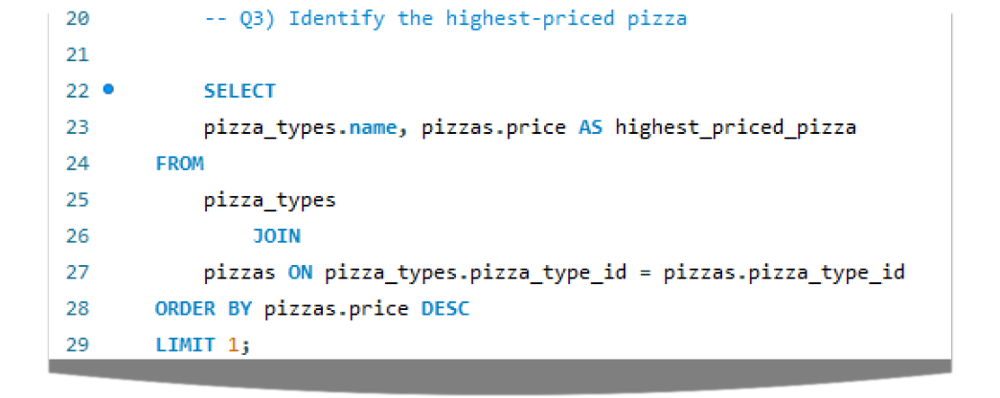 20 -- Q3) Identify the highest-priced pizza
21
22 SELECT
23 pizza_types.name, pizzas.price AS highest_priced_pizza
24 FROM
25 pizza_types
26 JOIN
27 pizzas ON pizza_types.pizza_type_id = pizzas.pizza_type_id
28 ORDER BY pizzas.price DESC
29 LIMIT 1;